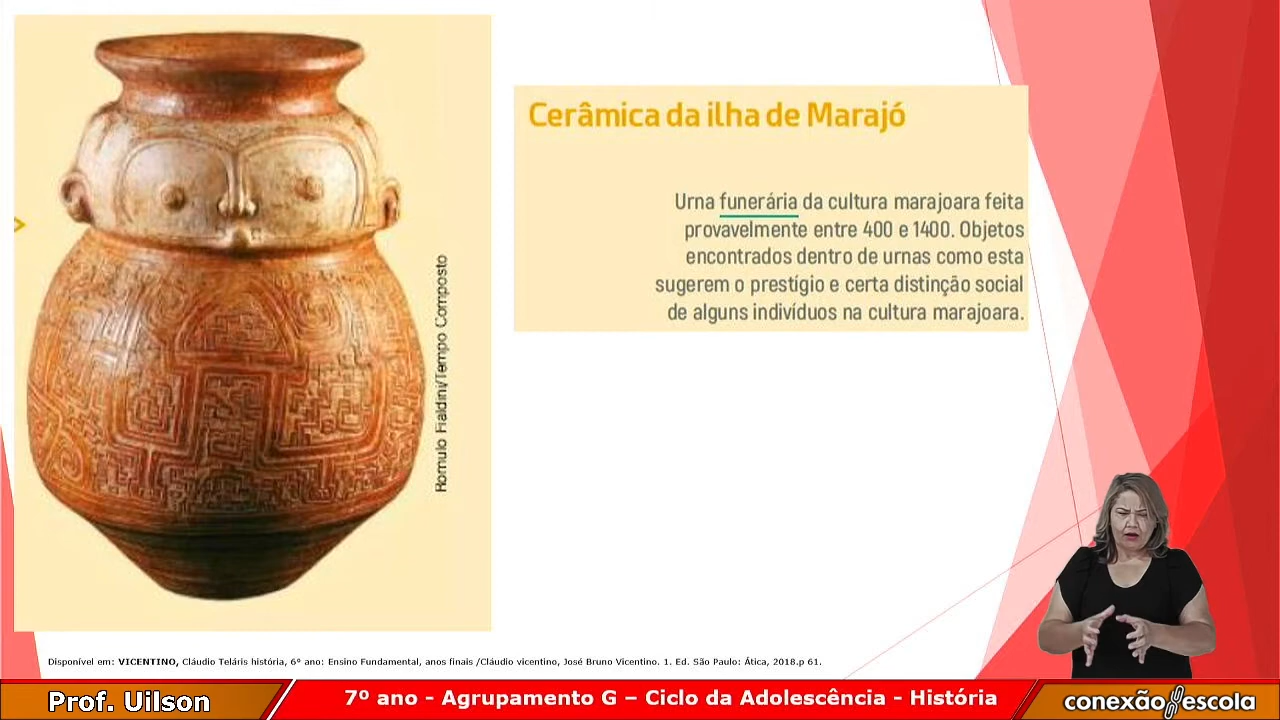 Cerâmica da ilha de Marajó
Urna funerária da cultura marajoara feita
provavelmente entre 400 e 1400. Objetos
encontrados dentro de urnas como esta
sugerem o prestígio e certa distinção social
de alguns indivíduos na cultura marajoara.
Romulo Fialdini/Tempo Composto
Disponível em: VICENTINO, Cláudio Teláris história, 6º ano: Ensino Fundamental, anos finais /Cláudio vicentino, José Bruno Vicentino. 1. Ed. São Paulo: Ática, 2018.p 61.
Prof. Uilson
7º ano - Agrupamento G – Ciclo da Adolescência - História
conexão escola